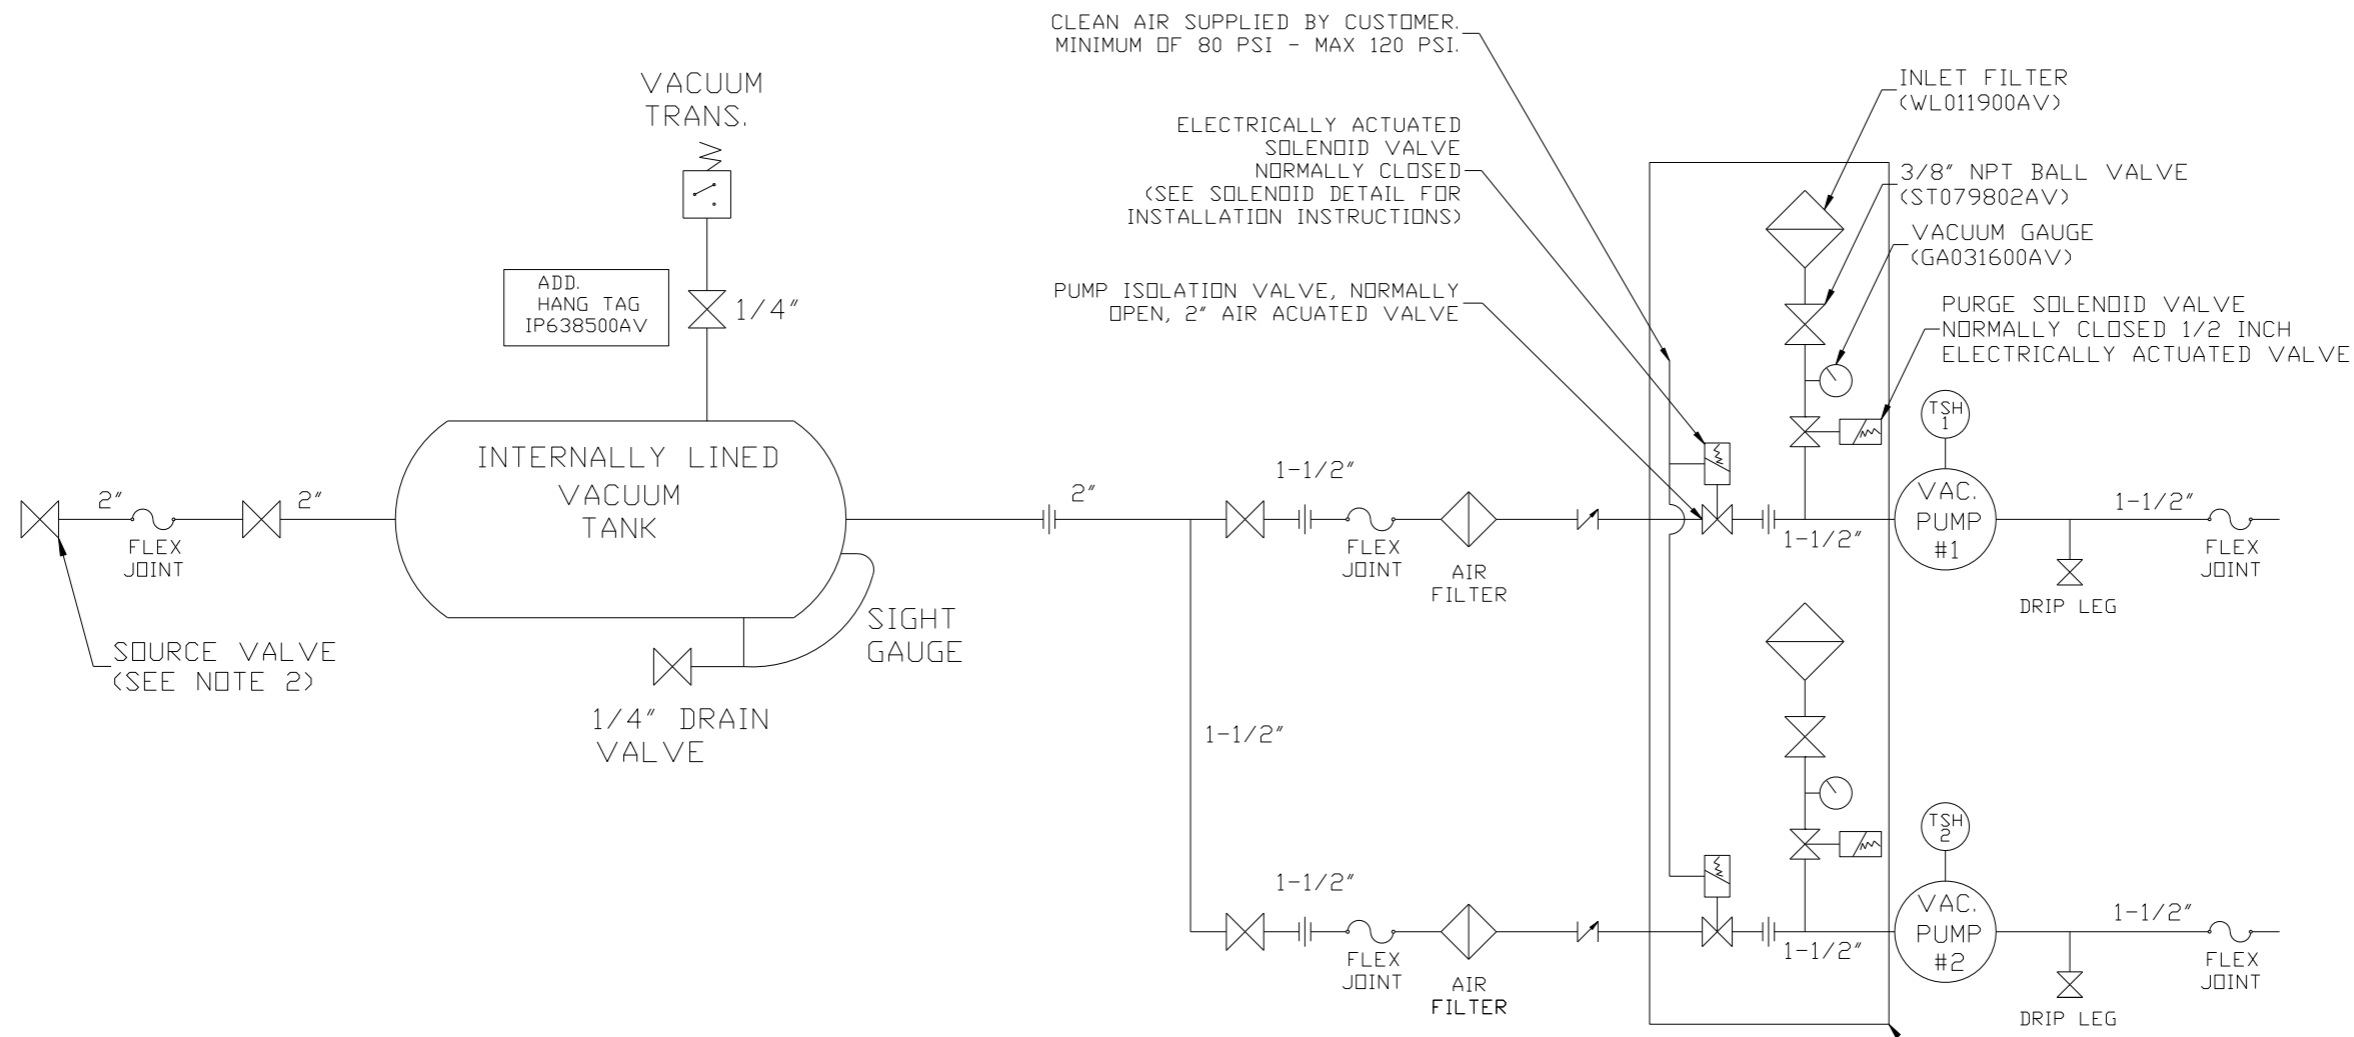 CLEAN AIR SUPPLIED BY CUSTOMER.
MINIMUM OF 80 PSI - MAX 120 PSI.
VACUUM
TRANS.
INLET FILTER
(WL011900AV)
ELECTRICALLY ACTUATED
SOLENOID VALVE
NORMALLY CLOSED
(SEE SOLENOID DETAIL FOR
INSTALLATION INSTRUCTIONS)
3/8" NPT BALL VALVE
(ST079802AV)
VACUUM GAUGE
(GA031600AV)
ADD.
HANG TAG
IP638500AV
1/4"
PUMP ISOLATION VALVE, NORMALLY
OPEN, 2" AIR ACUATED VALVE
PURGE SOLENOID VALVE
NORMALLY CLOSED 1/2 INCH
ELECTRICALLY ACTUATED VALVE
TSH
1
INTERNALLY LINED
VACUUM
TANK
2"
FLEX
JOINT
2"
2"
1-1/2"
FLEX
JOINT
AIR
FILTER
1-1/2"
VAC.
PUMP
#1
1-1/2"
FLEX
JOINT
DRIP LEG
SOURCE VALVE
(SEE NOTE 2)
SIGHT
GAUGE
1/4" DRAIN
VALVE
1-1/2"
TSH
2
1-1/2"
FLEX
JOINT
AIR
FILTER
1-1/2"
VAC.
PUMP
#2
1-1/2"
FLEX
JOINT
DRIP LEG